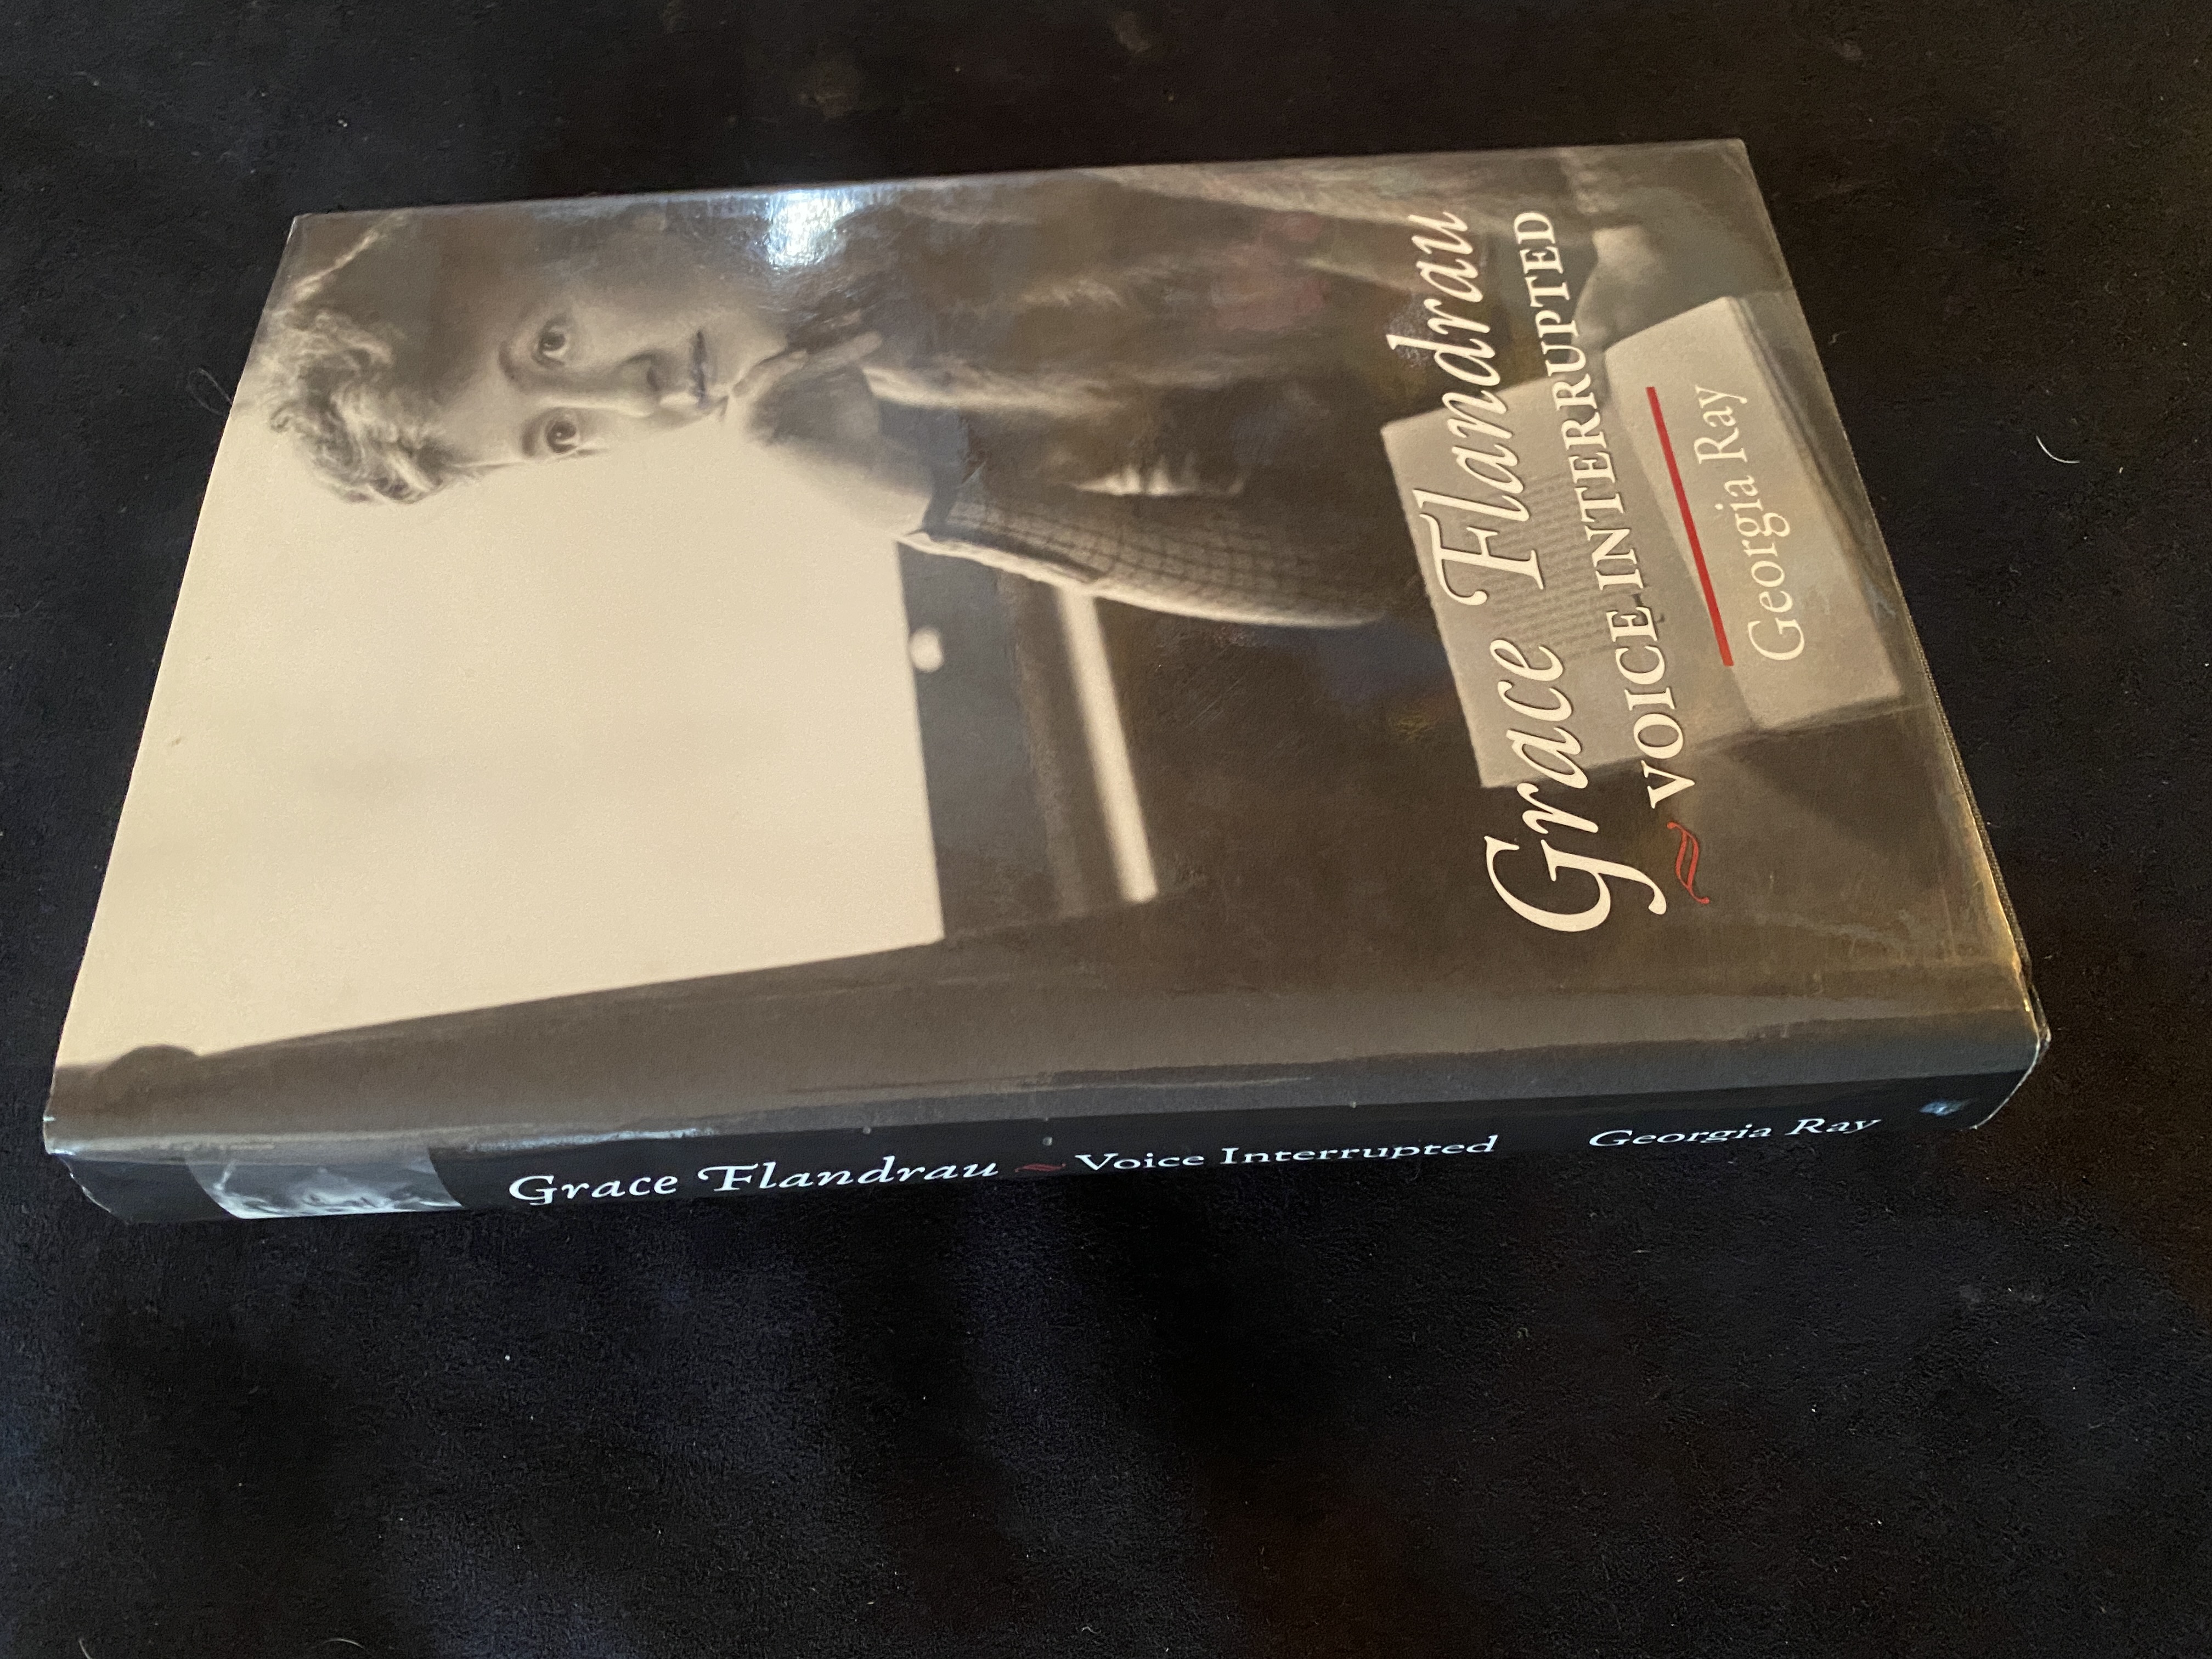 Grace Flandrau
~ VOICE INTERRUPTED
Georgia Ray
Grace Flandrau ~ Voice Interrupted Georgia Ray